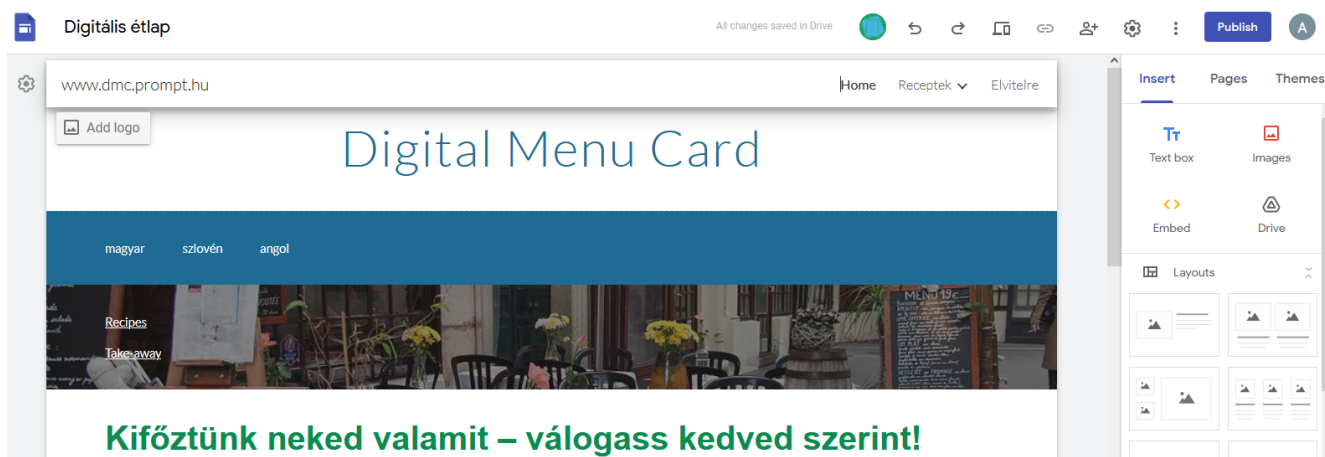 Digitális étlap
All changes saved in Drive
Publish
A
www.dmc.prompt.hu
Home Receptek Elvitelre
Insert Pages Themes
Add logo
Digital Menu Card
Text box Images
Embed Drive
magyar szlovén angol
Layouts
MENU 19€
Recipes
Take-away
Kifőztünk neked valamit – válogass kedved szerint!